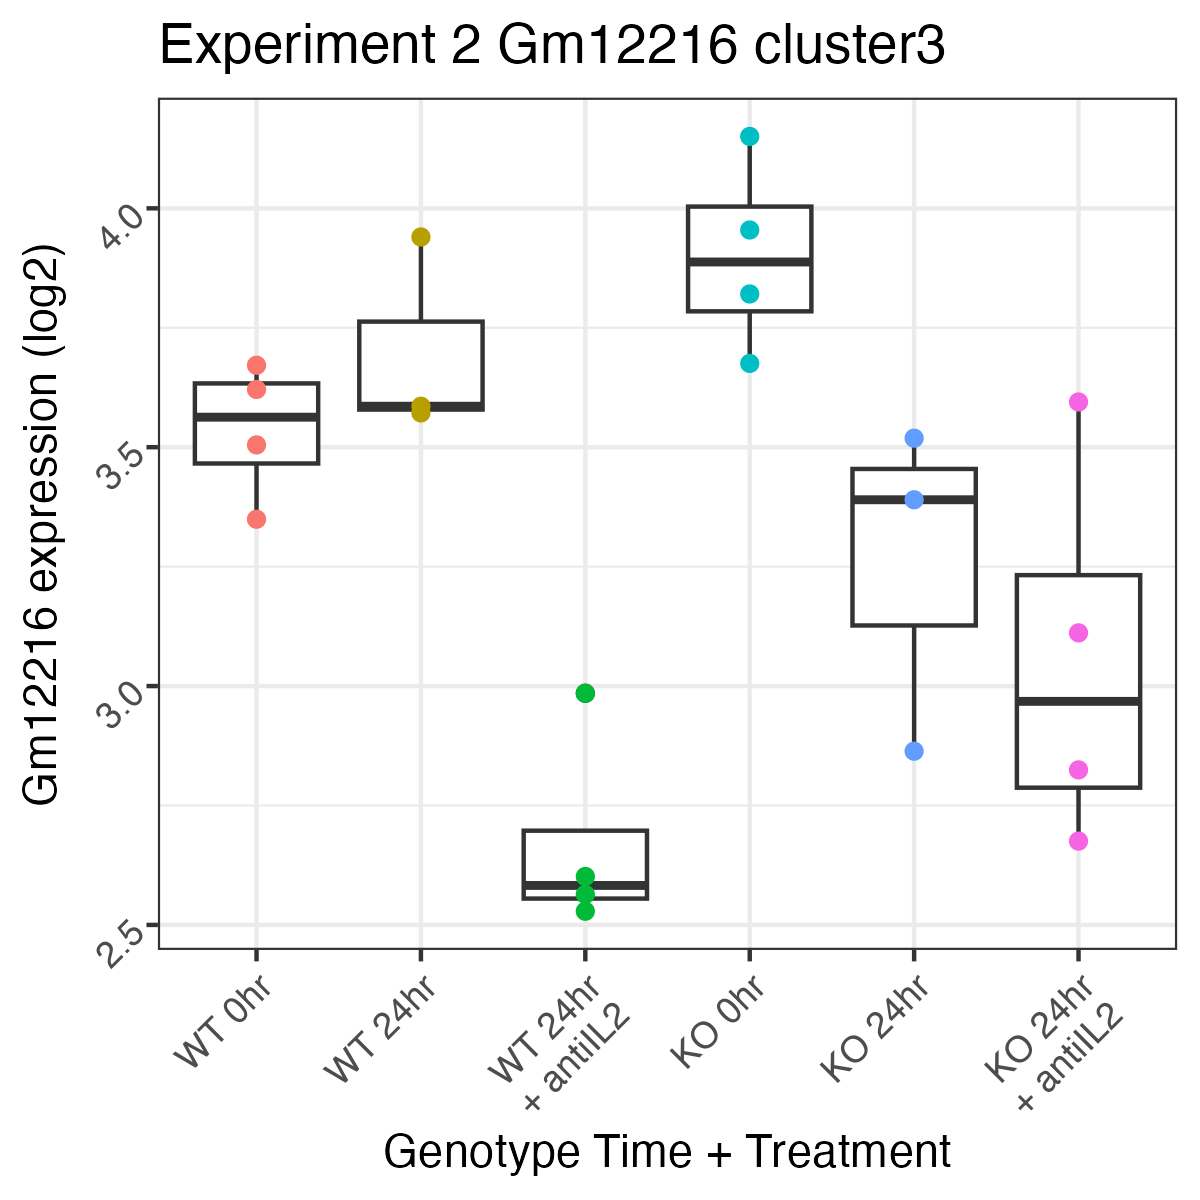 Experiment 2 Gm12216 cluster3
Gm12216 expression (log2)
4.0
3.5
3.0
2.5
WT 0hr
WT 24hr
WT 24hr
+ antiIL2
KO 0hr
KO 24hr
KO 24hr
+ antiIL2
Genotype Time + Treatment